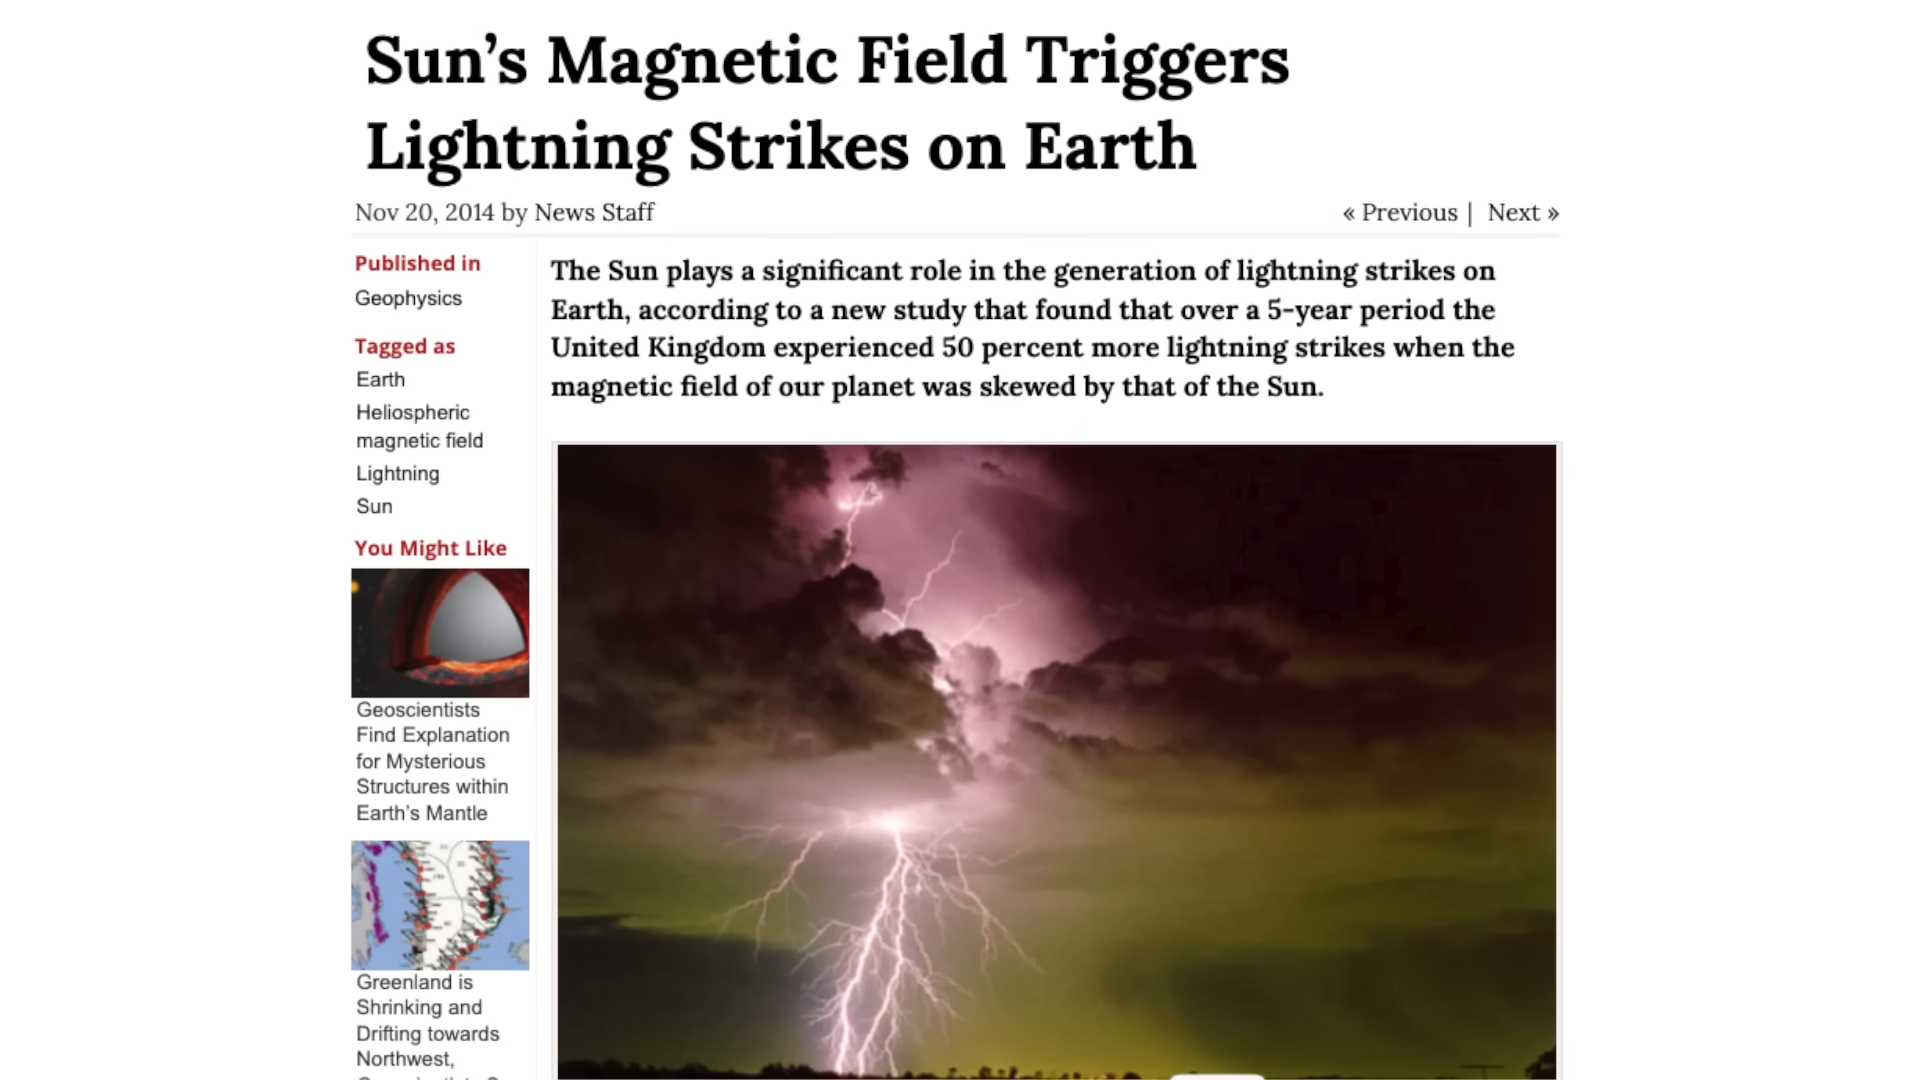 Sun’s Magnetic Field Triggers
Lightning Strikes on Earth
Nov 20, 2014 by News Staff
« Previous | Next »
Published in
Geophysics
Tagged as
Earth
Heliospheric
magnetic field
Lightning
Sun
You Might Like
Geoscientists
Find Explanation
for Mysterious
Structures within
Earth’s Mantle
Greenland is
Shrinking and
Drifting towards
Northwest,
The Sun plays a significant role in the generation of lightning strikes on
Earth, according to a new study that found that over a 5-year period the
United Kingdom experienced 50 percent more lightning strikes when the
magnetic field of our planet was skewed by that of the Sun.